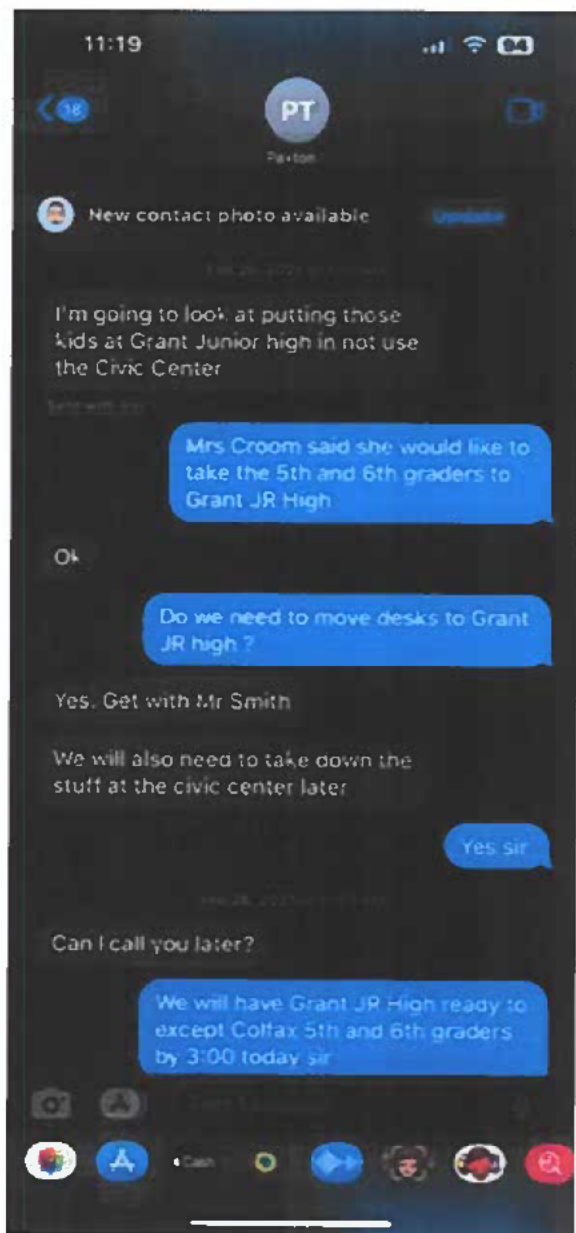 11:19
94
18
PT
Paxton
New contact photo available
Update
I'm going to look at putting those
kids at Grant Junior high in not use
the Civic Center
Mrs Croom said she would like to
take the 5th and 6th graders to
Grant JR High
Ok
Do we need to move desks to Grant
JR high ?
Yes. Get with Mr Smith
We will also need to take down the
stuff at the civic center later
Yes sir
Can I call you later?
We will have Grant JR High ready to
except Colfax 5th and 6th graders
by 3:00 today sir
Cash